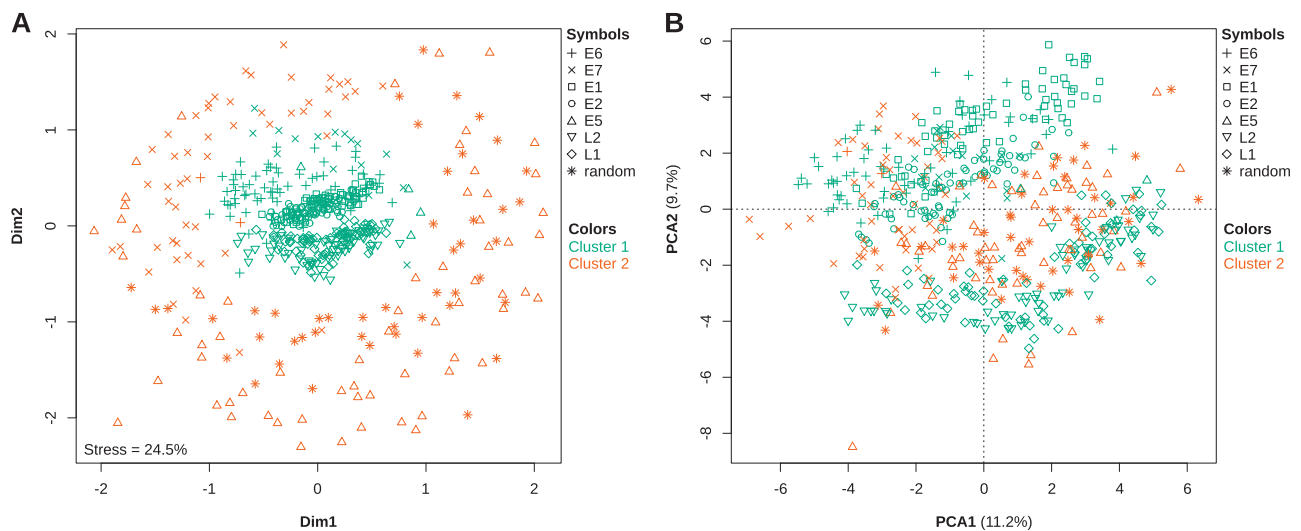 A
Dim2
2
1
0
-1
-2
Stress = 24.5%
-2 -1 0 1 2
Dim1
Symbols
E6
E7
E1
E2
E5
L2
L1
random
Colors
Cluster 1
Cluster 2
B
PCA2 (9.7%)
6
4
2
0
-2
-4
-6
-8
-6 -4 -2 0 2 4 6
PCA1 (11.2%)
Symbols
E6
E7
E1
E2
E5
L2
L1
random
Colors
Cluster 1
Cluster 2